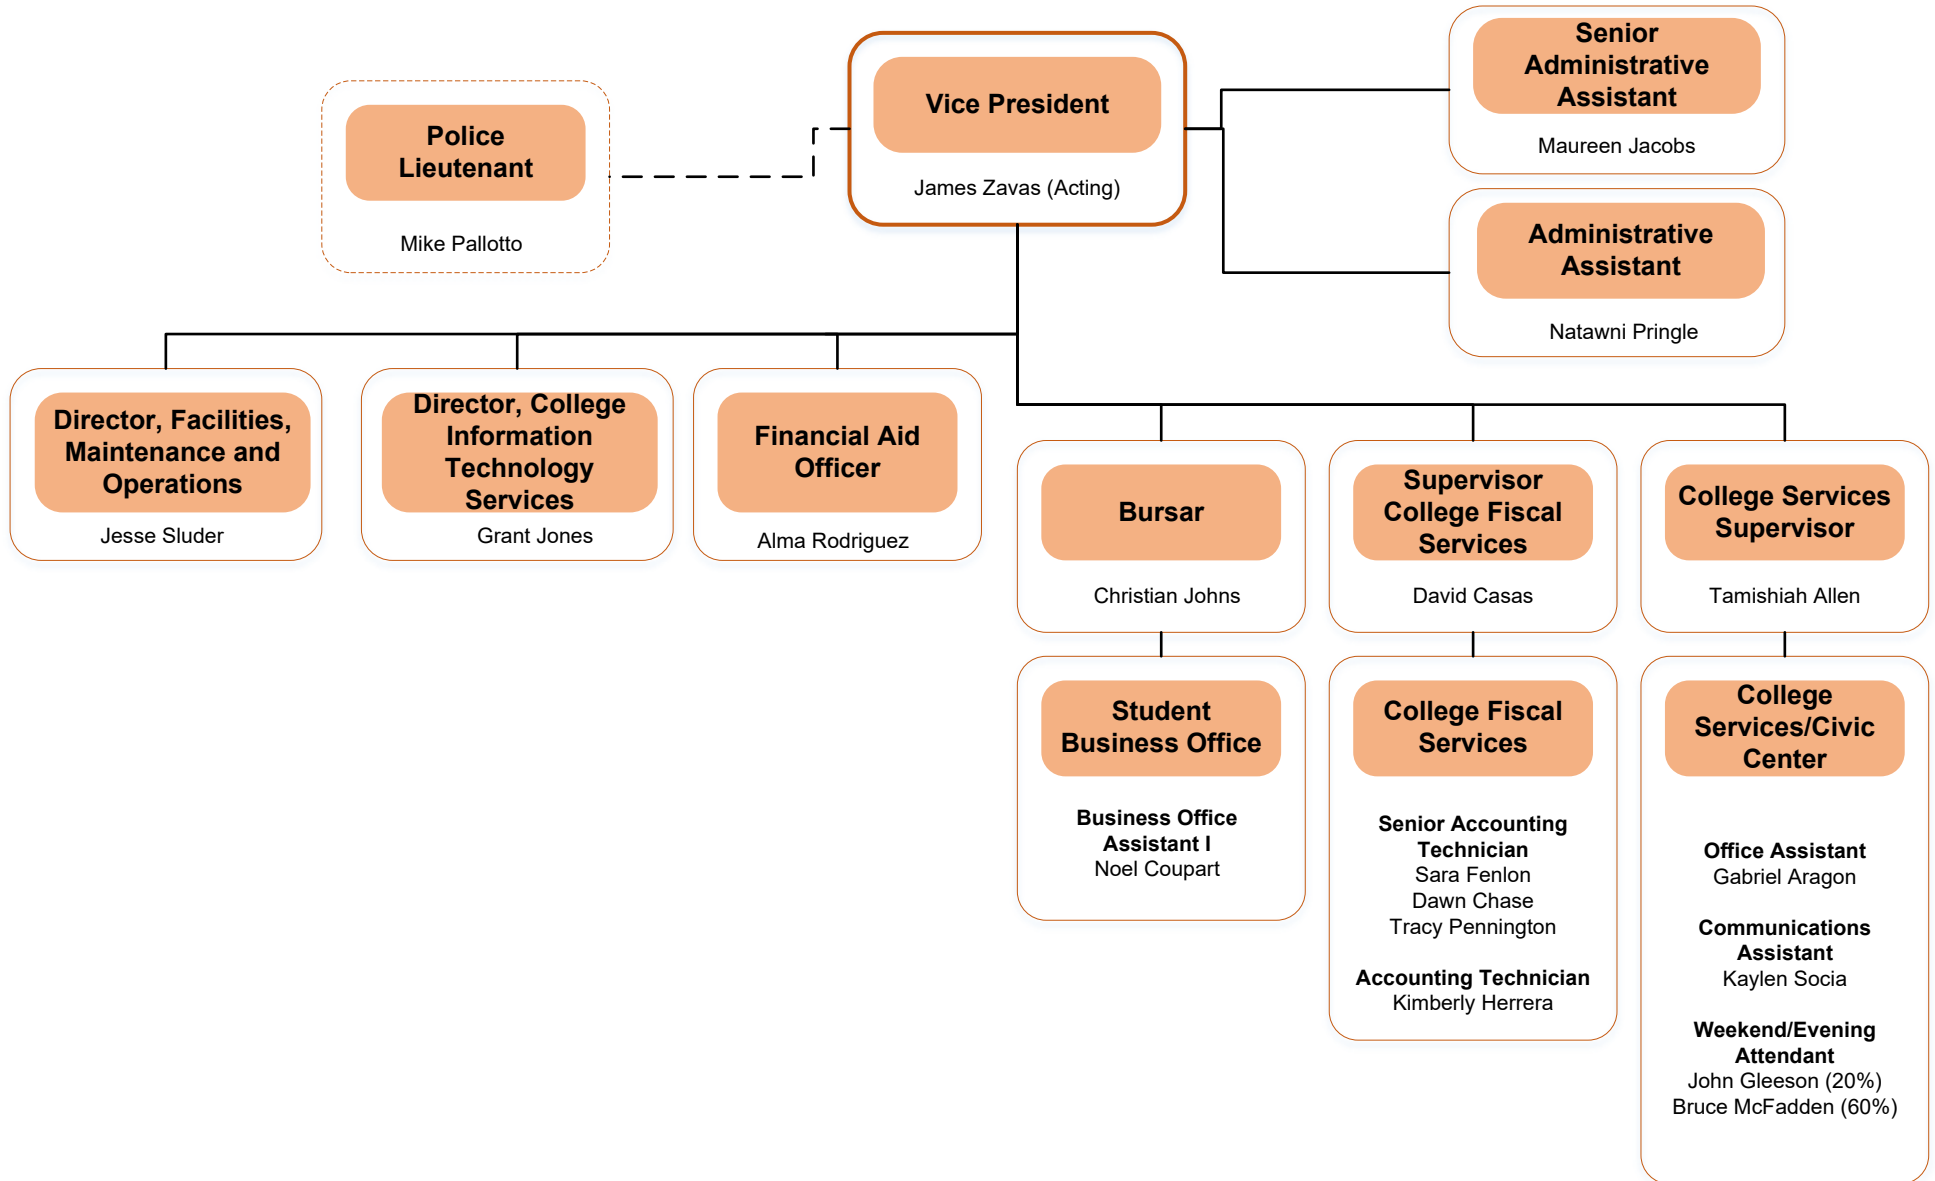 Senior
Administrative
Assistant
Maureen Jacobs
Vice President
James Zavas (Acting)
Police
Lieutenant
Mike Pallotto
Administrative
Assistant
Natawni Pringle
Director, Facilities,
Maintenance and
Operations
Jesse Sluder
Director, College
Information
Technology
Services
Grant Jones
Financial Aid
Officer
Alma Rodriguez
Bursar
Christian Johns
Supervisor
College Fiscal
Services
David Casas
College Services
Supervisor
Tamishiah Allen
Student
Business Office
Business Office
Assistant I
Noel Coupart
College Fiscal
Services
Senior Accounting
Technician
Sara Fenlon
Dawn Chase
Tracy Pennington
Accounting Technician
Kimberly Herrera
College
Services/Civic
Center
Office Assistant
Gabriel Aragon
Communications
Assistant
Kaylen Socia
Weekend/Evening
Attendant
John Gleeson (20%)
Bruce McFadden (60%)